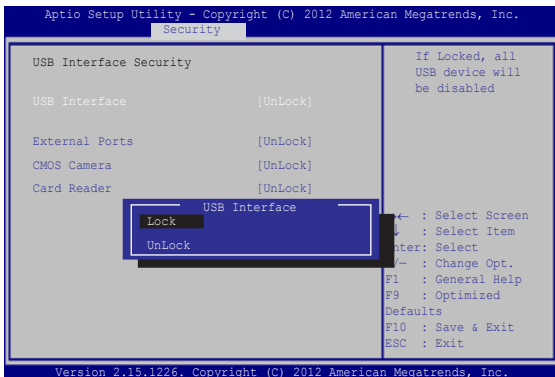 Aptio Setup Utility - Copyright (C) 2012 American Megatrends, Inc.
Security
USB Interface Security
USB Interface [UnLock]
External Ports [UnLock]
CMOS Camera [UnLock]
Card Reader [UnLock]
USB Interface
Lock
UnLock
If Locked, all
USB device will
be disabled
→← : Select Screen
↓ : Select Item
nter: Select
/— : Change Opt.
F1 : General Help
F9 : Optimized
Defaults
F10 : Save & Exit
ESC : Exit
Version 2.15.1226. Copyright (C) 2012 American Megatrends, Inc.